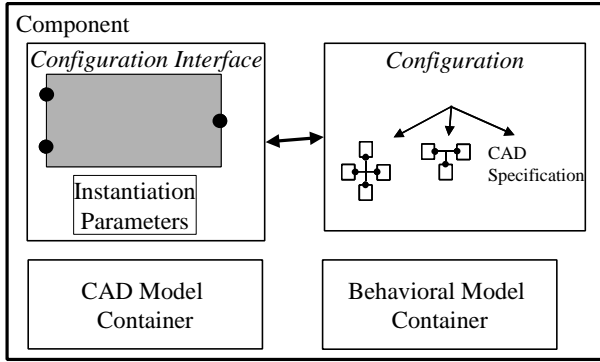 Component
Configuration Interface
Instantiation
Parameters
Configuration
CAD
Specification
CAD Model
Container
Behavioral Model
Container